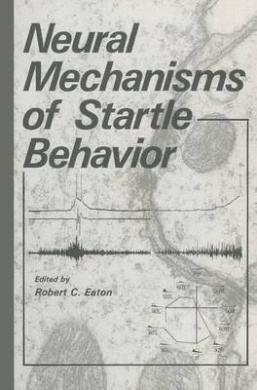 Neural
Mechanisms
of Startle
Behavior
Edited by
Robert C. Eaton